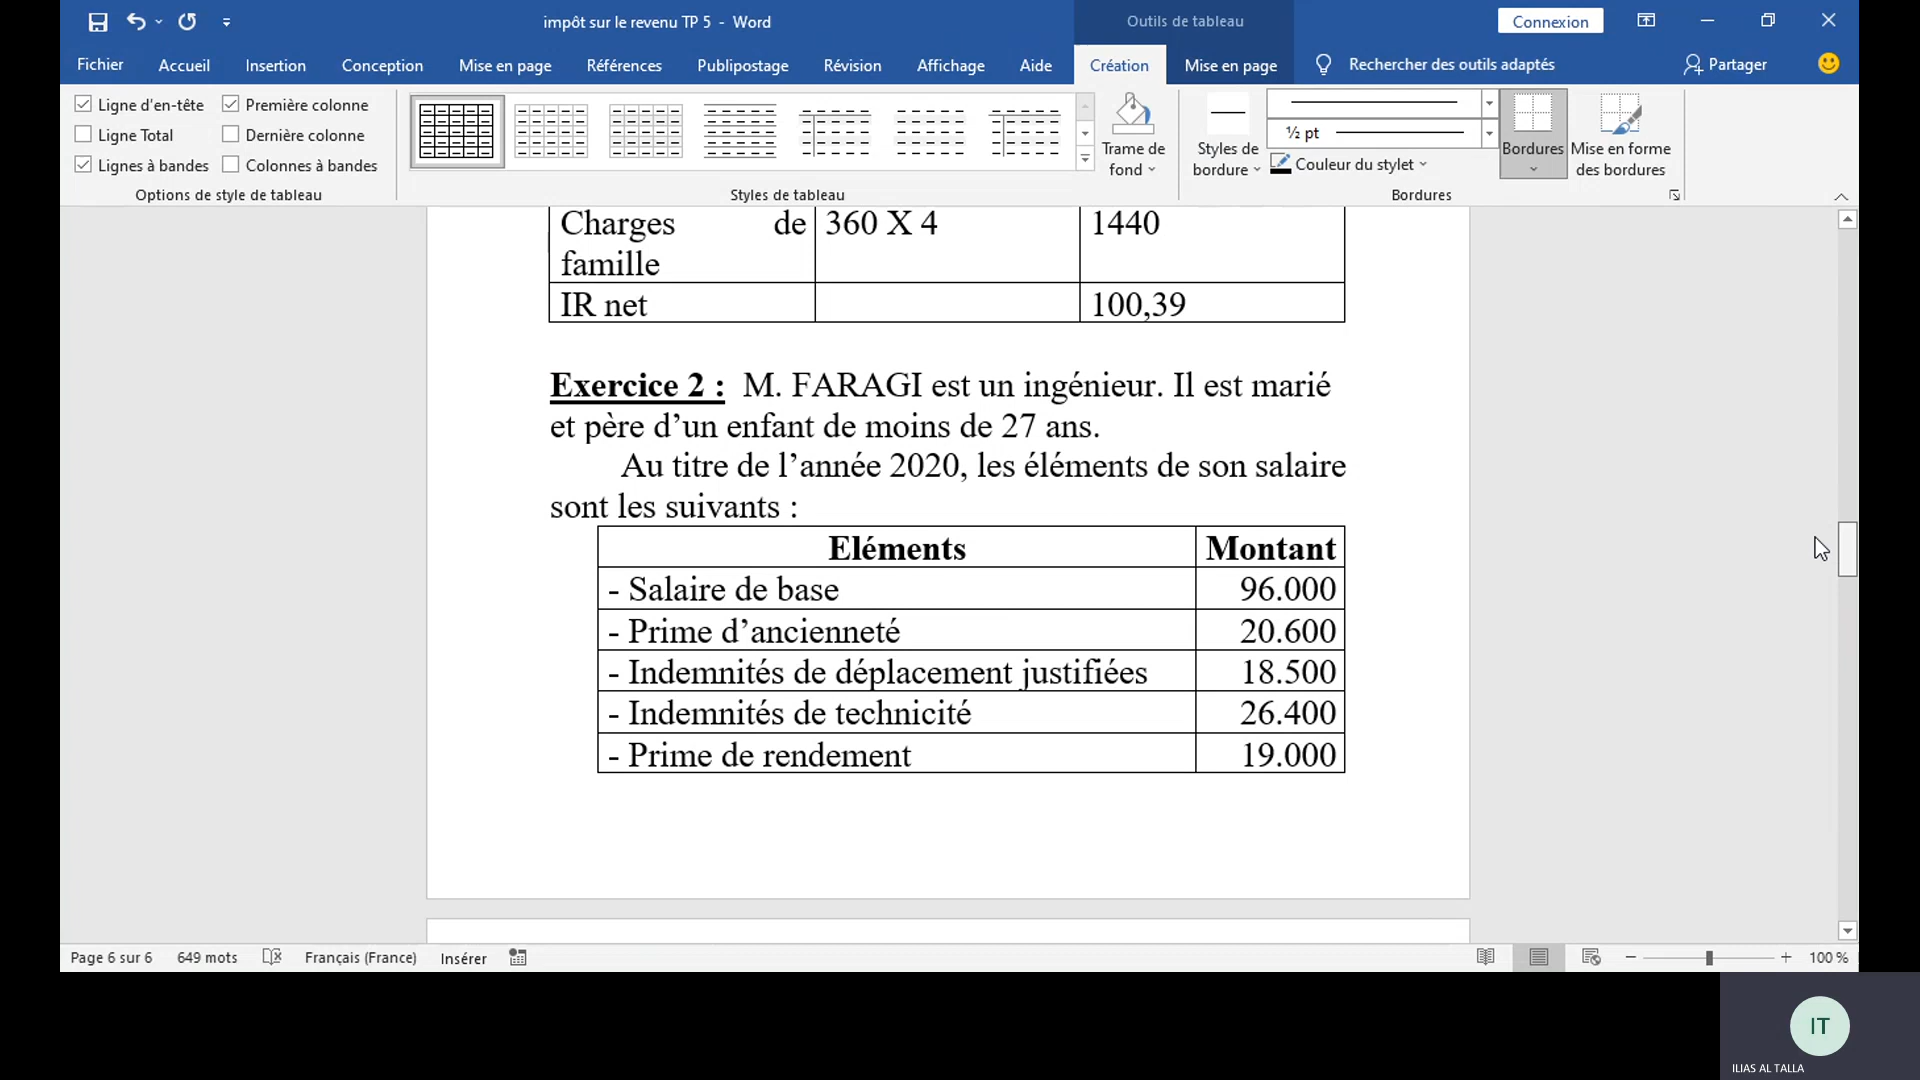 impôt sur le revenu TP 5 - Word
Outils de tableau
Connexion
Fichier Accueil Insertion Conception Mise en page Références Publipostage Révision Affichage Aide Création Mise en page Rechercher des outils adaptés Partager
Ligne d'en-tête Première colonne
Ligne Total Dernière colonne
Lignes à bandes Colonnes à bandes
Options de style de tableau
Styles de tableau
Trame de
fond
Styles de
bordure
½ pt
Couleur du stylet
Bordures
Mise en forme
des bordures
Bordures
Charges de 360 X 4 1440
famille
IR net 100,39
Exercice 2 : M. FARAGI est un ingénieur. Il est marié
et père d’un enfant de moins de 27 ans.
Au titre de l’année 2020, les éléments de son salaire
sont les suivants :
Eléments Montant
- Salaire de base 96.000
- Prime d’ancienneté 20.600
- Indemnités de déplacement justifiées 18.500
- Indemnités de technicité 26.400
- Prime de rendement 19.000
Page 6 sur 6 649 mots Français (France) Insérer 100 %
IT
ILIAS AL TALLA